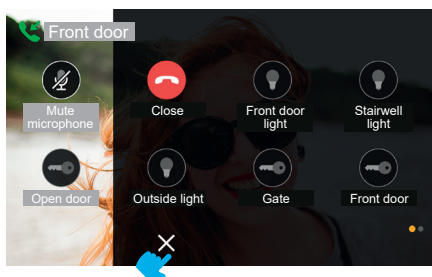 Front door
Mute
microphone
Close
Front door
light
Stairwell
light
Open door
Outside light
Gate
Front door